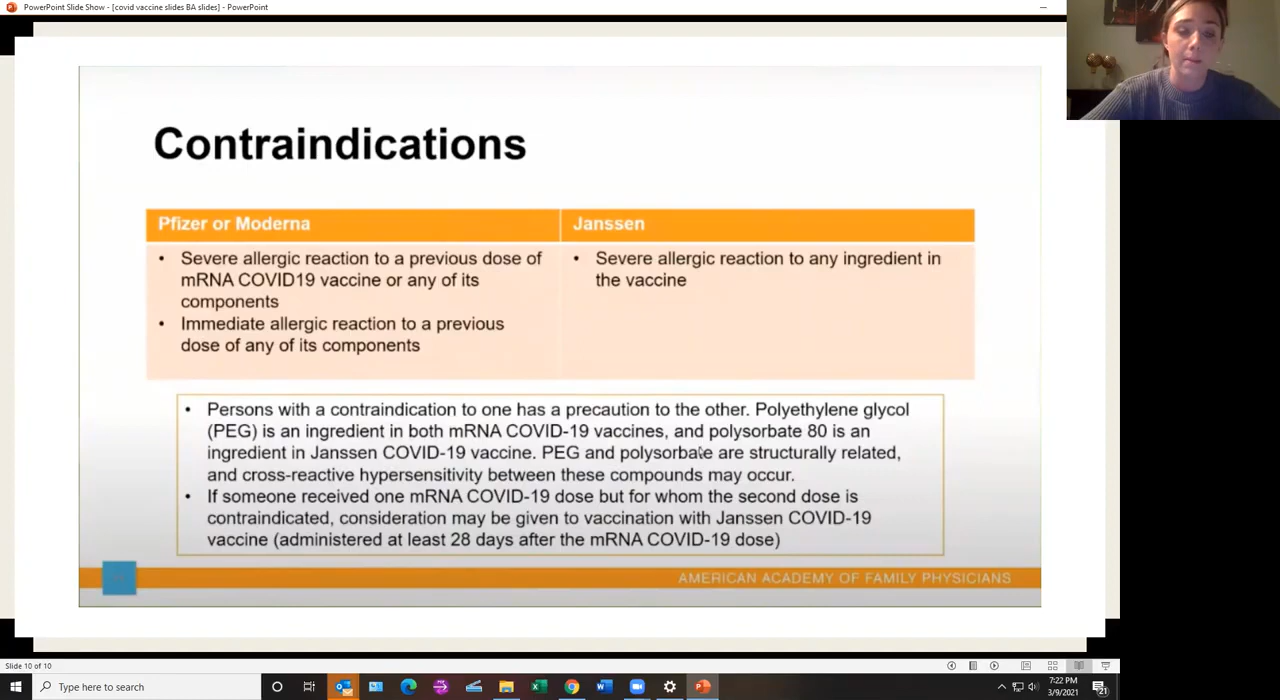 PowerPoint Slide Show - [covid vaccine slides BA slides] - PowerPoint
Contraindications
Pfizer or Moderna
Janssen
• Severe allergic reaction to a previous dose of
mRNA COVID19 vaccine or any of its
components
• Immediate allergic reaction to a previous
dose of any of its components
• Severe allergic reaction to any ingredient in
the vaccine
• Persons with a contraindication to one has a precaution to the other. Polyethylene glycol
(PEG) is an ingredient in both mRNA COVID-19 vaccines, and polysorbate 80 is an
ingredient in Janssen COVID-19 vaccine. PEG and polysorbate are structurally related,
and cross-reactive hypersensitivity between these compounds may occur.
• If someone received one mRNA COVID-19 dose but for whom the second dose is
contraindicated, consideration may be given to vaccination with Janssen COVID-19
vaccine (administered at least 28 days after the mRNA COVID-19 dose)
AMERICAN ACADEMY OF FAMILY PHYSICIANS
Slide 10 of 10
Type here to search
7:22 PM
3/9/2021
21